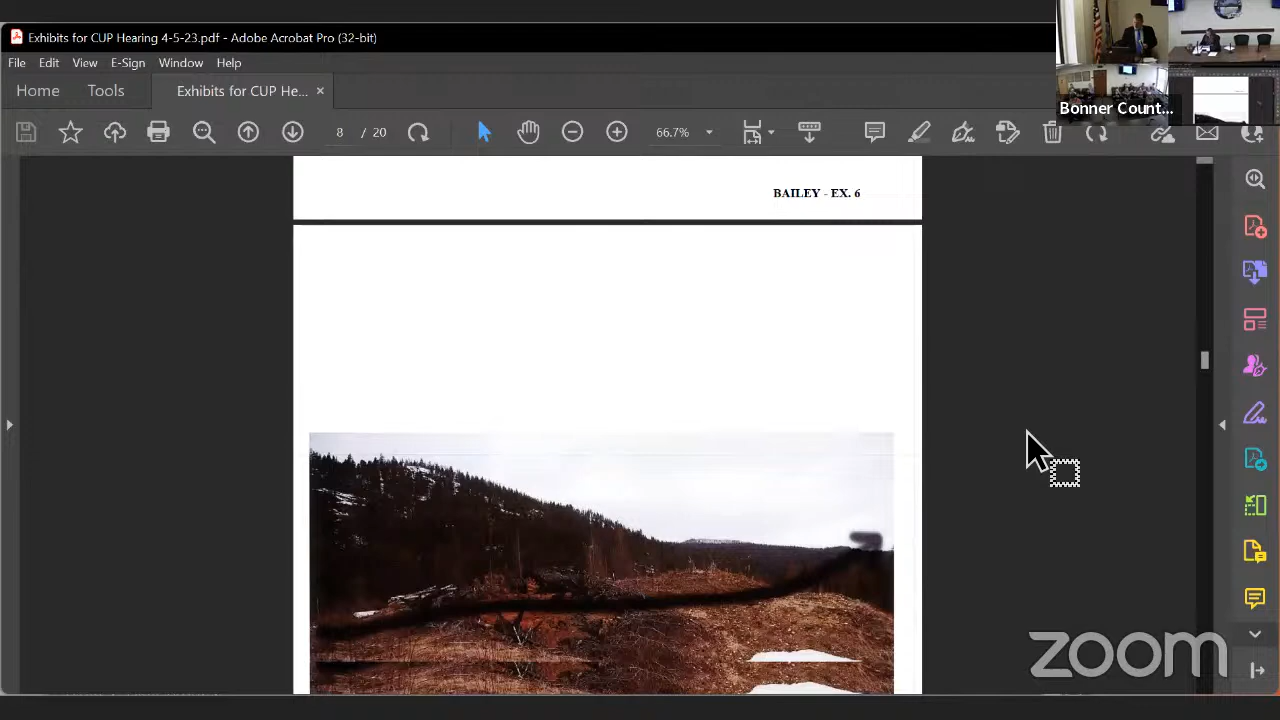 Exhibits for CUP Hearing 4-5-23.pdf - Adobe Acrobat Pro (32-bit)
File Edit View E-Sign Window Help
Home Tools Exhibits for CUP He... ×
8 / 20 66.7%
Bonner Count...
BAILEY - EX. 6
zoom